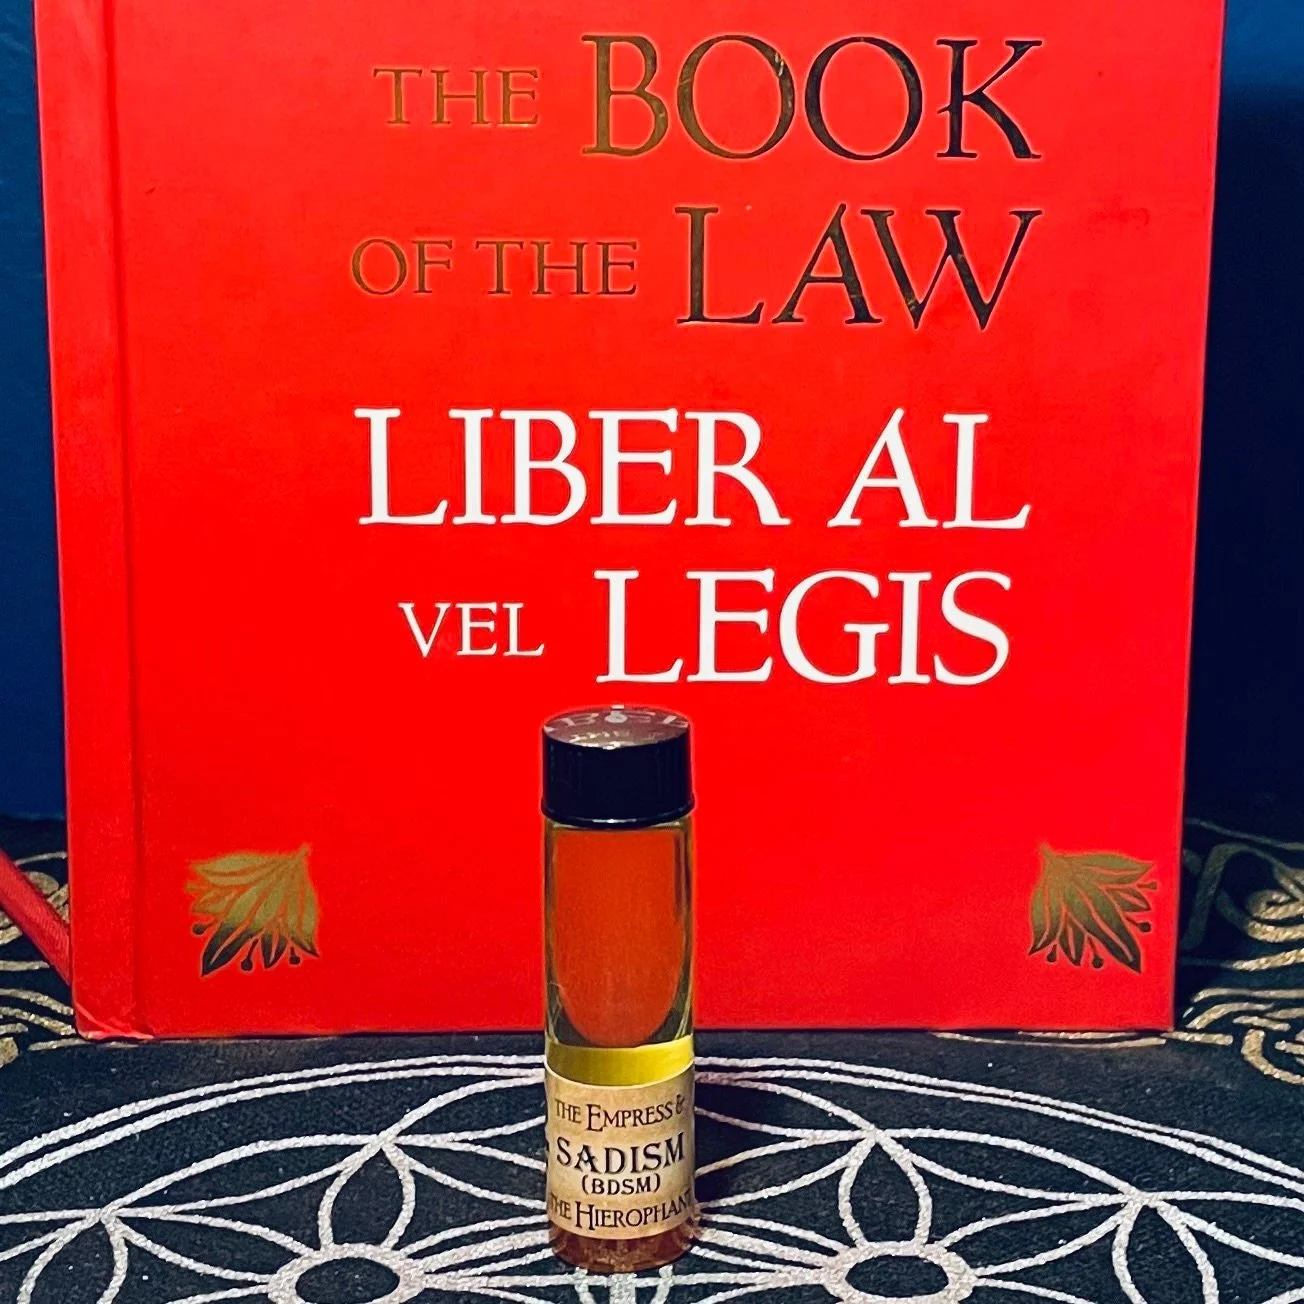 THE BOOK
OF THE LAW
LIBER AL
VEL LEGIS
THE EMPRESS &
SADISM
(BDSM)
THE HIEROPHANT